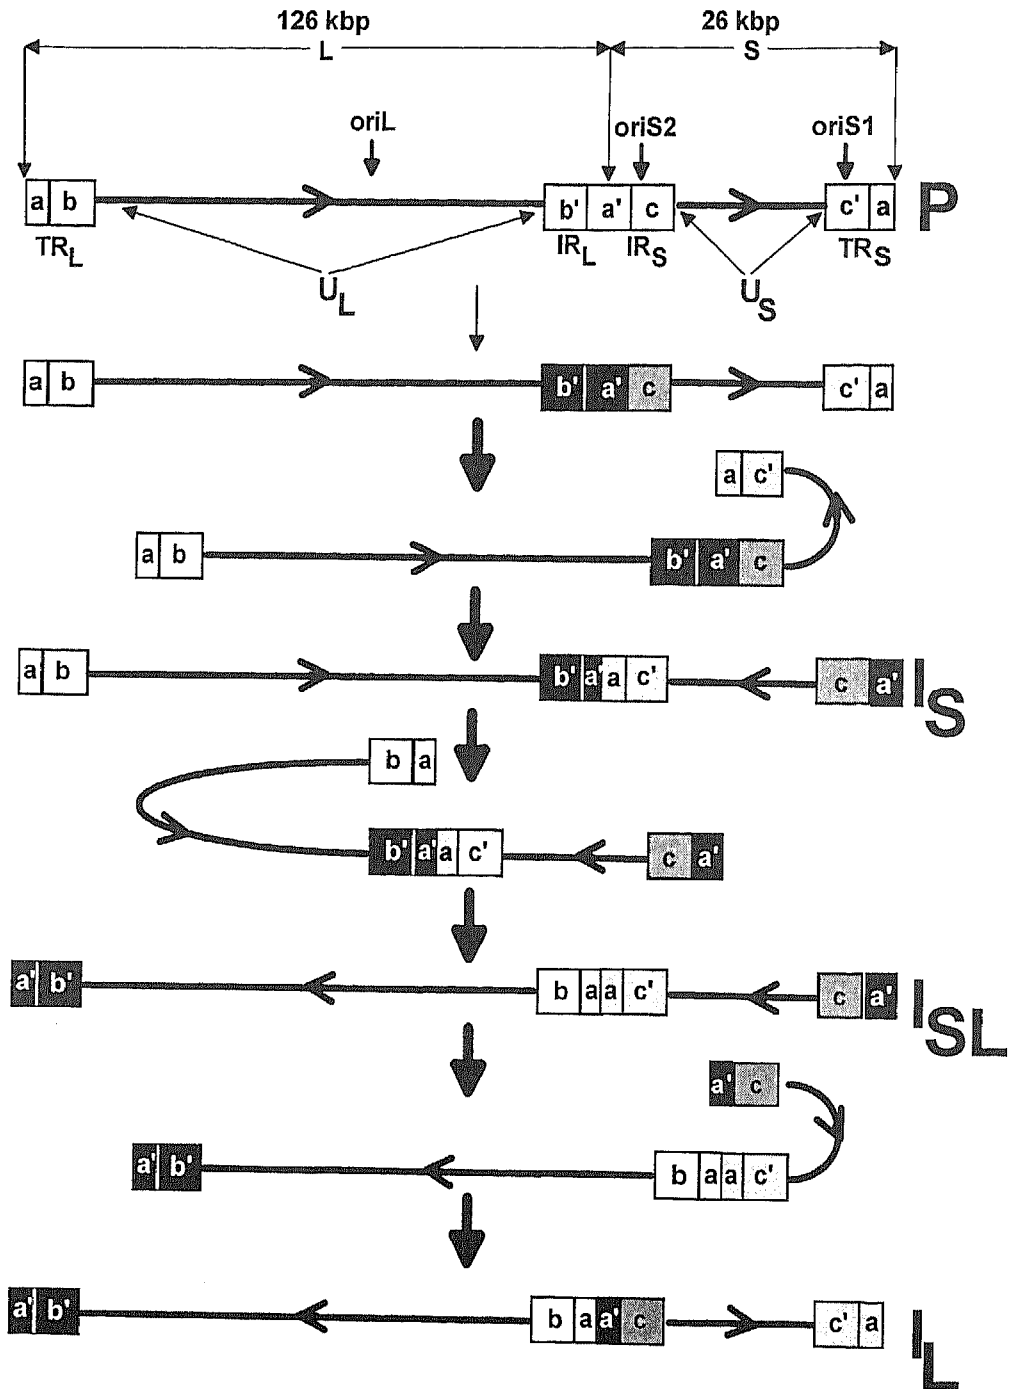 126 kbp 26 kbp
L S
oriL oriS2 oriS1
a b b' a' c c' a P
TRL IRL IRS TRS
UL US
a b b' a' c c' a
a c'
a b b' a' c
a b b' a' a c' c a' IS
b a
b' a' a c' c a'
a' b' b a a c' c a' ISL
a' c
a' b' b a a c'
a' b' b a a' c c' a IL